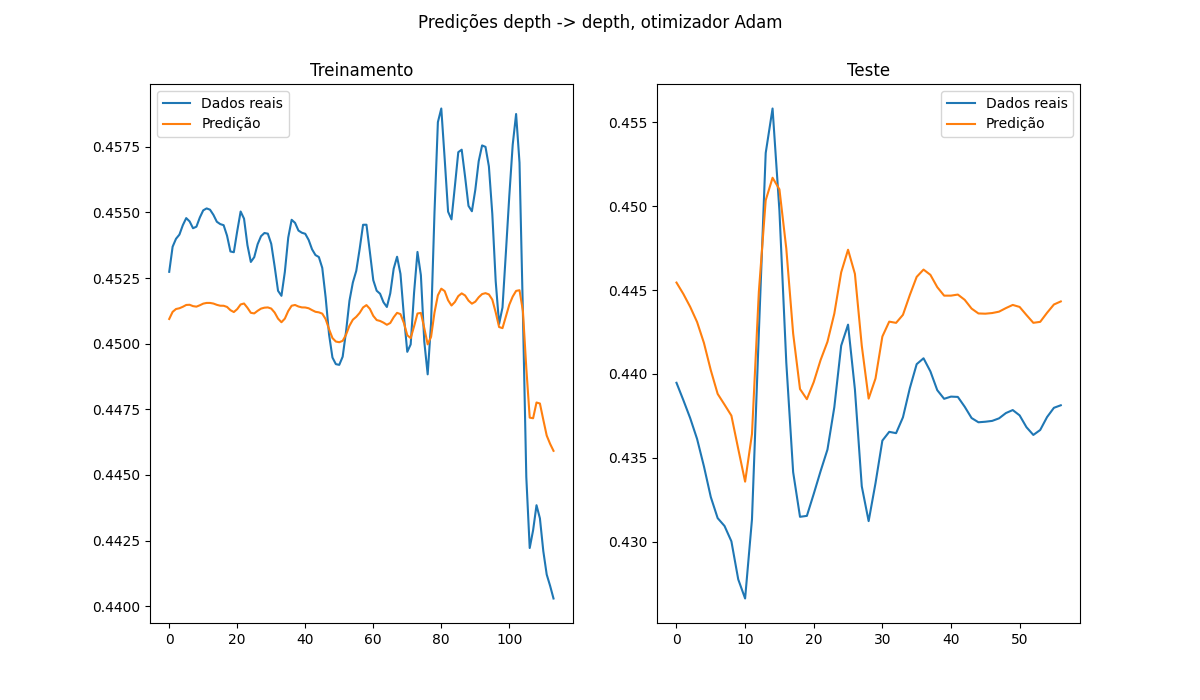 Predições depth -> depth, otimizador Adam
Treinamento
Dados reais
Predição
0.4575
0.4550
0.4525
0.4500
0.4475
0.4450
0.4425
0.4400
0 20 40 60 80 100
Teste
Dados reais
Predição
0.455
0.450
0.445
0.440
0.435
0.430
0 10 20 30 40 50